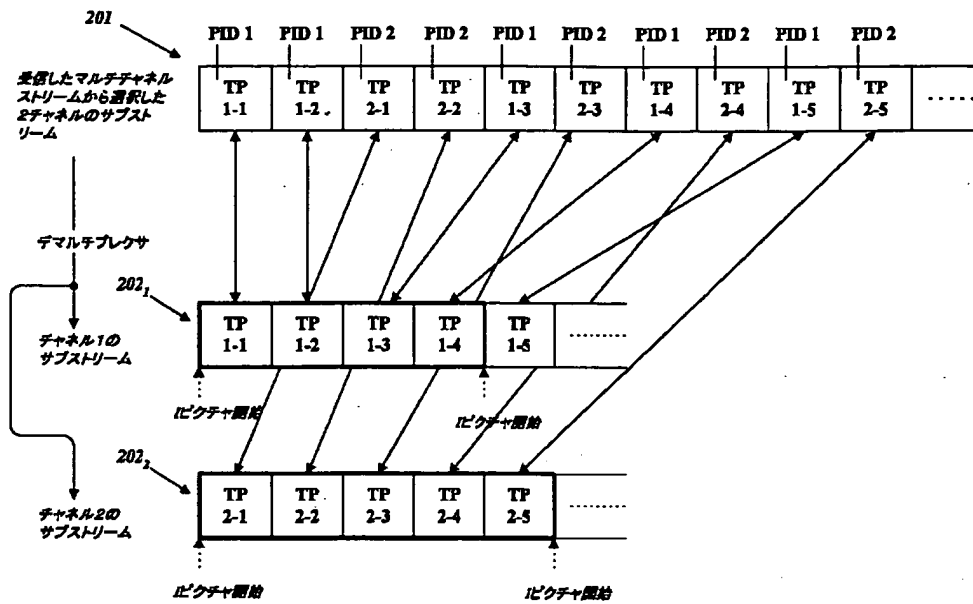 201
PID 1 PID 1 PID 2 PID 2 PID 1 PID 2 PID 1 PID 2 PID 1 PID 2
受信したマルチチャネル
ストリームから選択した
2チャネルのサブスト
リーム
TP TP TP TP TP TP TP TP TP TP
1-1 1-2 2-1 2-2 1-3 2-3 1-4 2-4 1-5 2-5
デマルチプレクサ
202₁
チャネル1の
サブストリーム
TP TP TP TP TP
1-1 1-2 1-3 1-4 1-5
Iピクチャ開始 Iピクチャ開始
202₂
チャネル2の
サブストリーム
TP TP TP TP TP
2-1 2-2 2-3 2-4 2-5
Iピクチャ開始 Iピクチャ開始